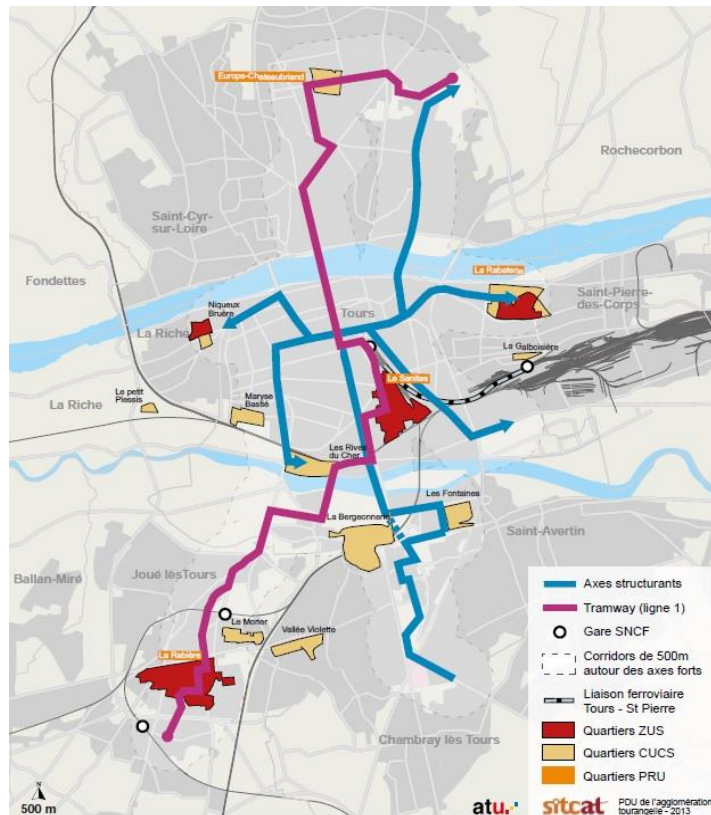 Europe-Chateaubriand
Rochecorbon
Saint-Cyr-
sur-Loire
Fondettes
La Rabaterie
Saint-Pierre-
des-Corps
Niqueux
Bruère
Tours
La Riche
La Galboisière
Le Sanitas
Le petit
Plessis
La Riche
Maryse
Bastié
Les Rives
du Cher
Les Fontaines
La Bergeonnerie
Saint-Avertin
Ballan-Miré
Joué lès Tours
Le Morier
Vallée Violette
La Rabière
Chambray lès Tours
Axes structurants
Tramway (ligne 1)
Gare SNCF
Corridors de 500m
autour des axes forts
Liaison ferroviaire
Tours - St Pierre
Quartiers ZUS
Quartiers CUCS
Quartiers PRU
N
500 m
atu
sitcat
PDU de l'agglomération
tourangelle - 2013